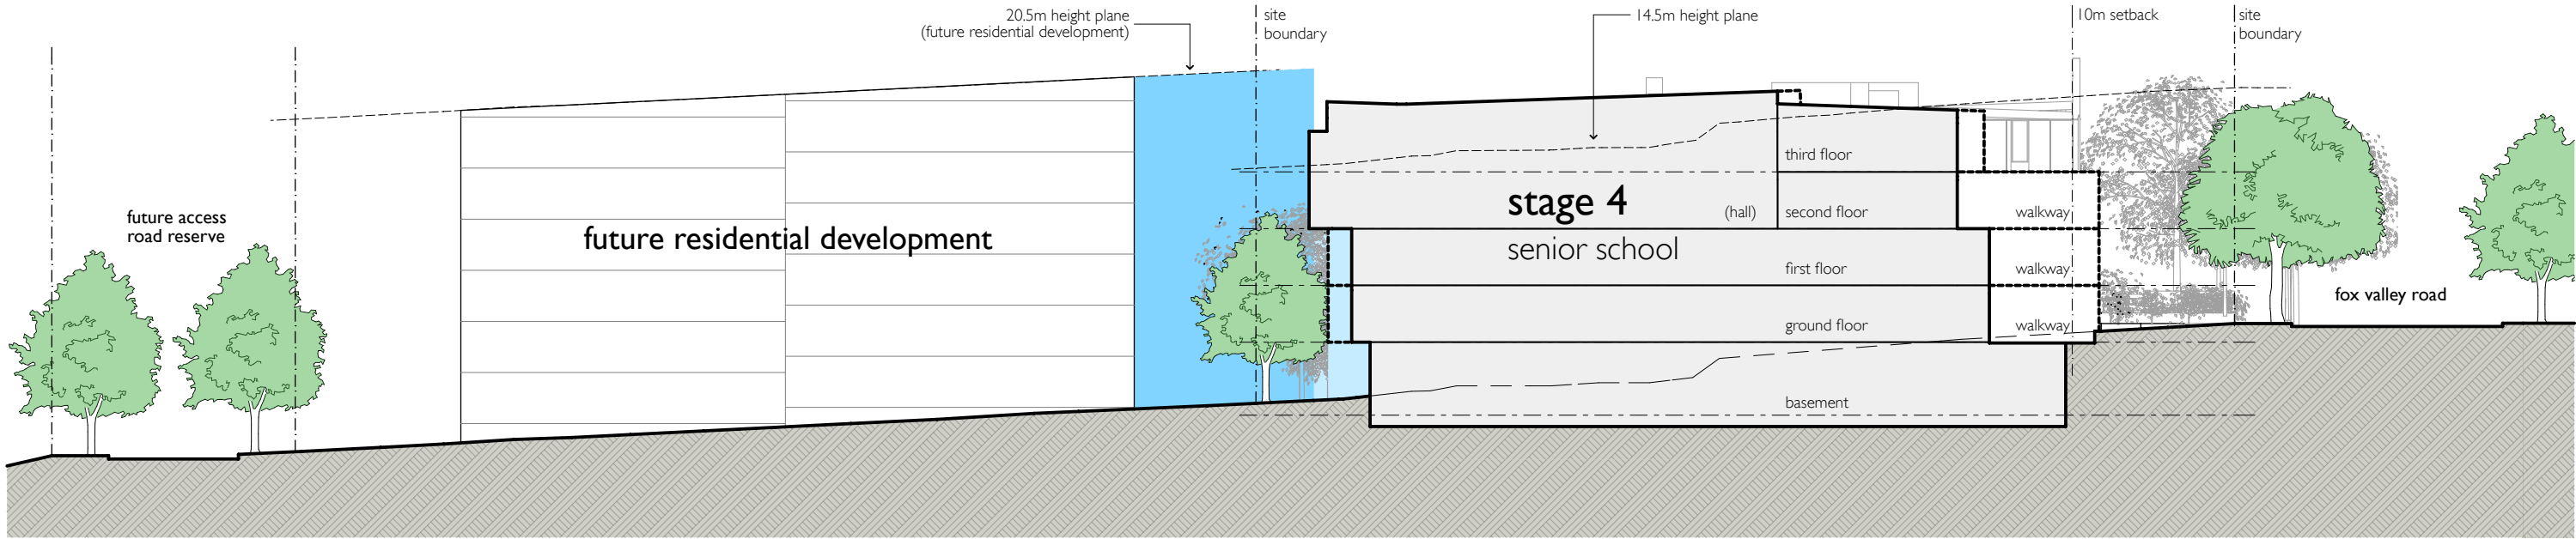 20.5m height plane
(future residential development)
site
boundary
14.5m height plane
10m setback
site
boundary
future access
road reserve
future residential development
stage 4
(hall)
senior school
third floor
second floor
first floor
ground floor
basement
walkway
walkway
walkway
fox valley road